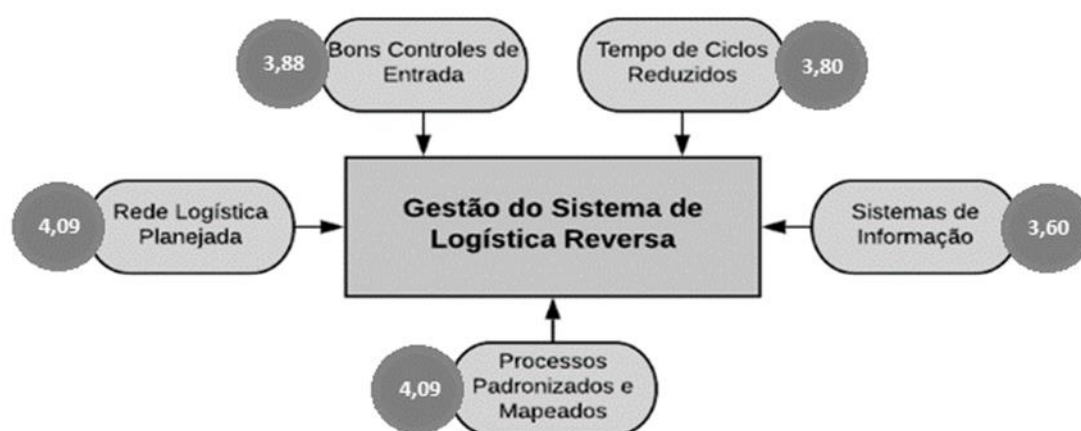 3,88
Bons Controles de
Entrada
Tempo de Ciclos
Reduzidos
3,80
4,09
Rede Logística
Planejada
Gestão do Sistema de
Logística Reversa
Sistemas de
Informação
3,60
4,09
Processos
Padronizados e
Mapeados